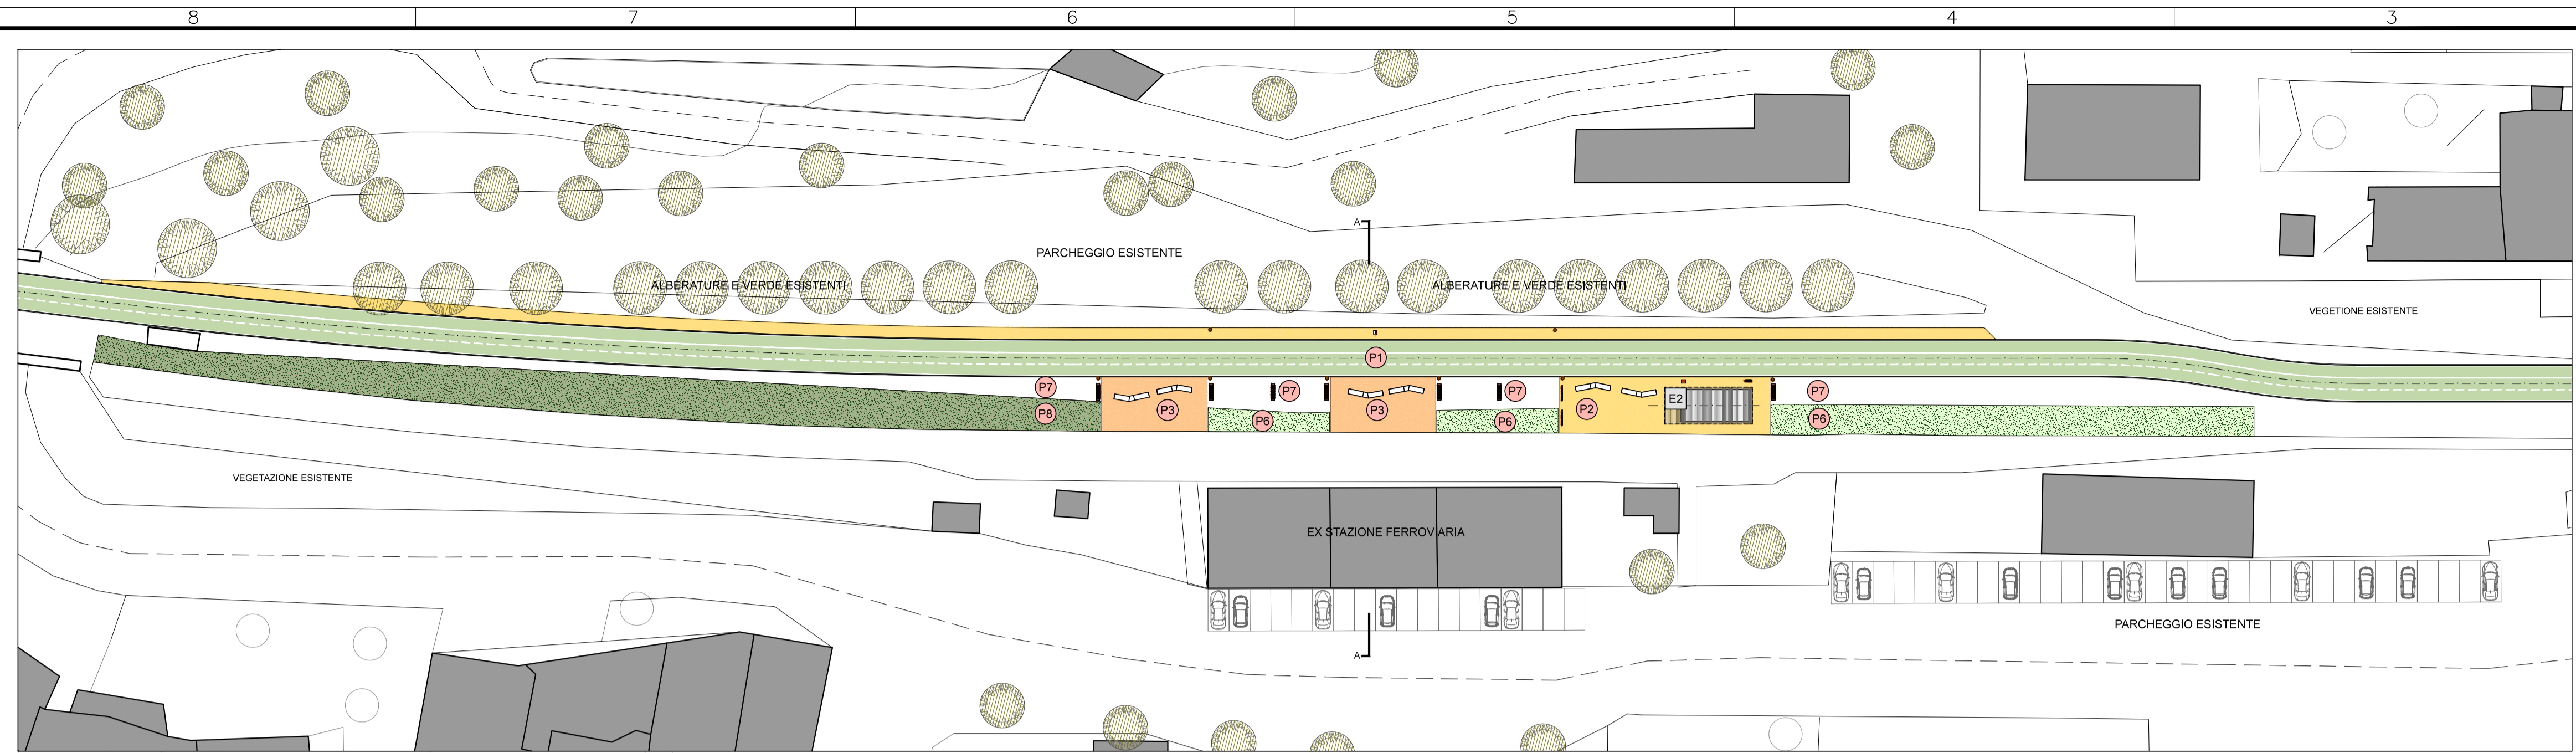 8 7 6 5 4 3
A
PARCHEGGIO ESISTENTE
ALBERATURE E VERDE ESISTENTI
ALBERATURE E VERDE ESISTENTI
VEGETIONE ESISTENTE
P1
P7 P7 P7 P7
E2
P8 P3 P3 P2
P6 P6 P6
VEGETAZIONE ESISTENTE
EX STAZIONE FERROVIARIA
PARCHEGGIO ESISTENTE
A